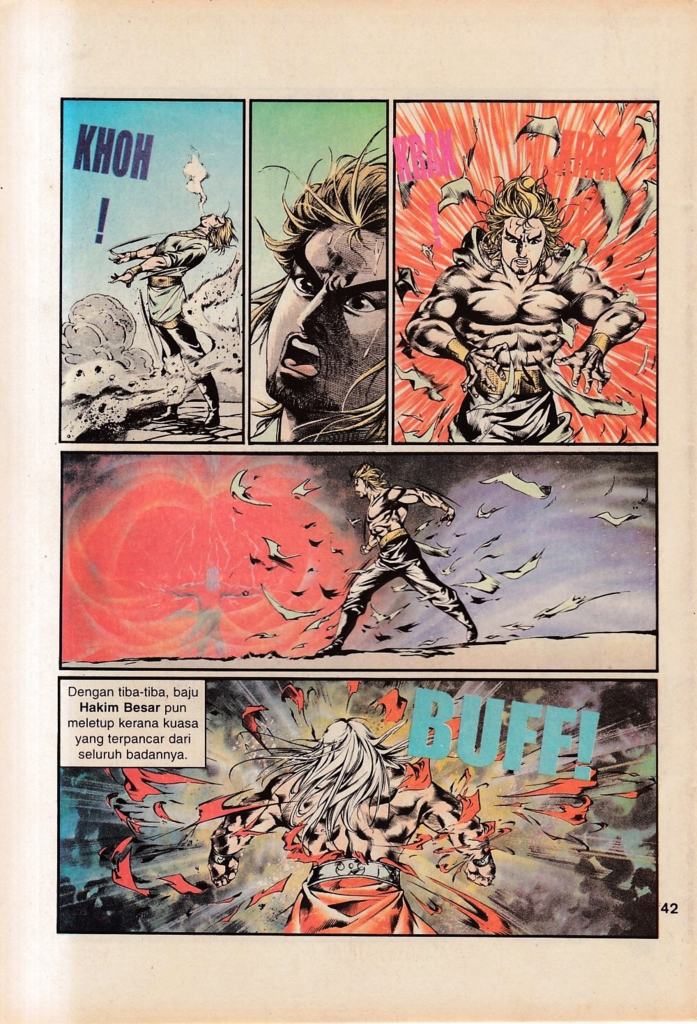 KHOH
!
KRAK
!
KRAK
Dengan tiba-tiba, baju
Hakim Besar pun
meletup kerana kuasa
yang terpancar dari
seluruh badannya.
BUFF!
42